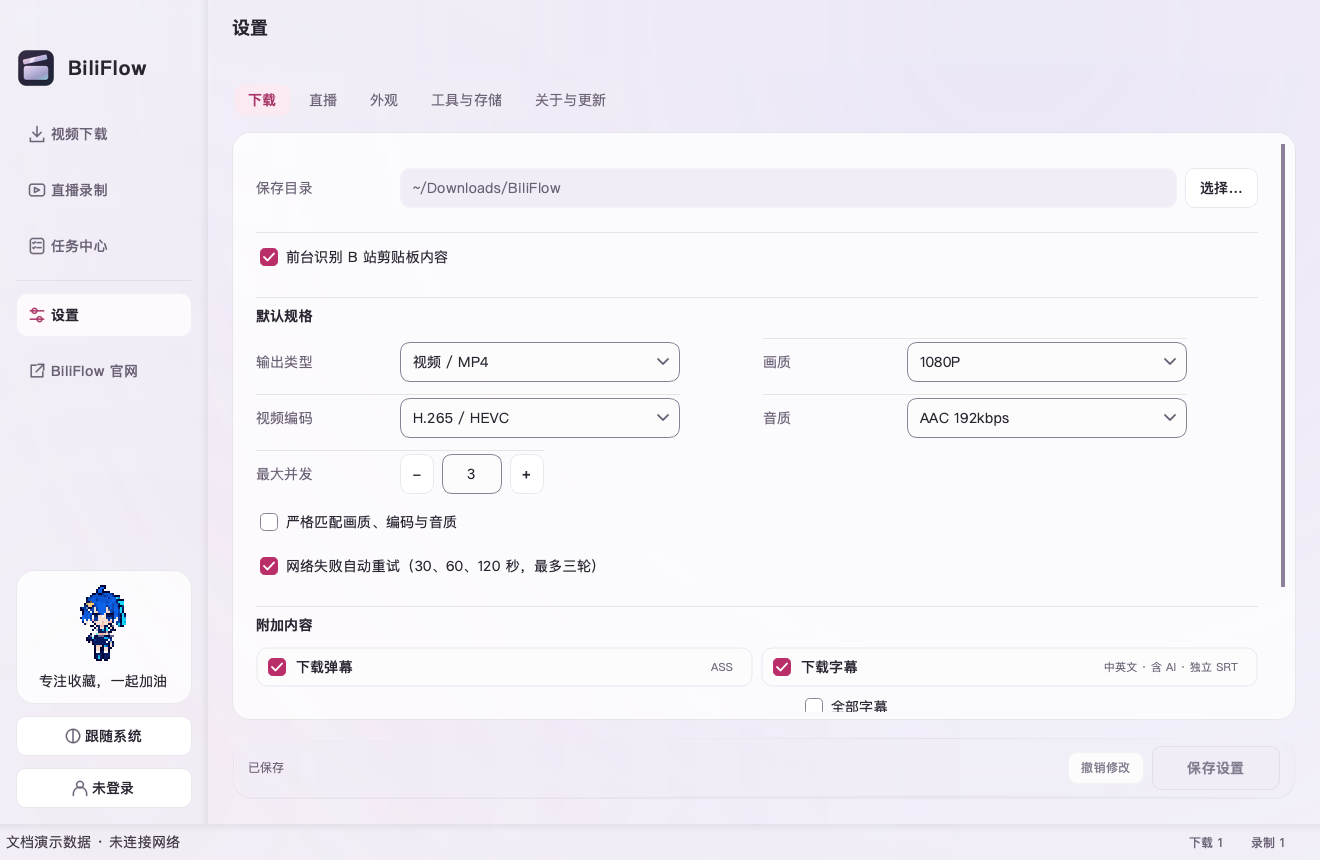 设置
BiliFlow
视频下载
直播录制
任务中心
设置
BiliFlow 官网
专注收藏，一起加油
跟随系统
未登录
下载 直播 外观 工具与存储 关于与更新
保存目录 ~/Downloads/BiliFlow 选择...
前台识别 B 站剪贴板内容
默认规格
输出类型 视频 / MP4 画质 1080P
视频编码 H.265 / HEVC 音质 AAC 192kbps
最大并发 − 3 +
严格匹配画质、编码与音质
网络失败自动重试（30、60、120 秒，最多三轮）
附加内容
下载弹幕 ASS 下载字幕 中英文 · 含 AI · 独立 SRT
全部字幕
已保存 撤销修改 保存设置
文档演示数据 · 未连接网络 下载 1 录制 1